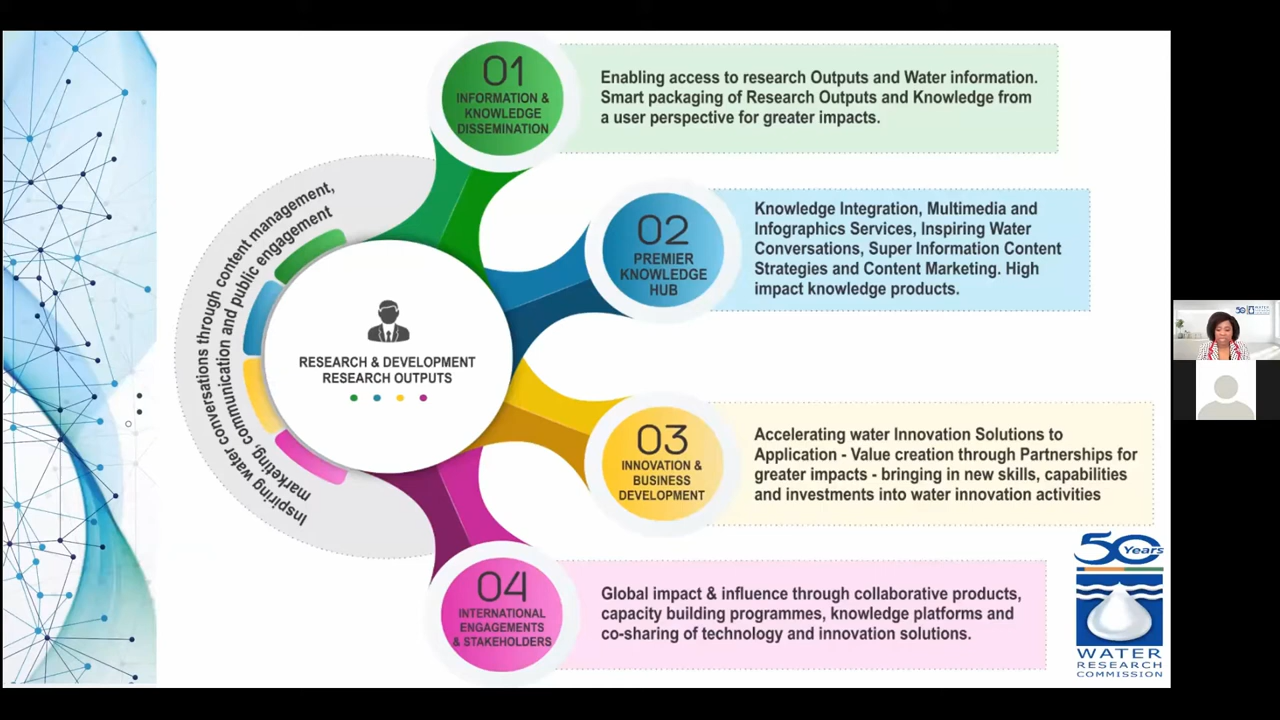 01
INFORMATION &
KNOWLEDGE
DISSEMINATION
Enabling access to research Outputs and Water information.
Smart packaging of Research Outputs and Knowledge from
a user perspective for greater impacts.
02
PREMIER
KNOWLEDGE
HUB
Knowledge Integration, Multimedia and
Infographics Services, Inspiring Water
Conversations, Super Information Content
Strategies and Content Marketing. High
impact knowledge products.
Inspiring water conversations through content management,
marketing, communication and public engagement
RESEARCH & DEVELOPMENT
RESEARCH OUTPUTS
03
INNOVATION &
BUSINESS
DEVELOPMENT
Accelerating water Innovation Solutions to
Application - Value creation through Partnerships for
greater impacts - bringing in new skills, capabilities
and investments into water innovation activities
04
INTERNATIONAL
ENGAGEMENTS
& STAKEHOLDERS
Global impact & influence through collaborative products,
capacity building programmes, knowledge platforms and
co-sharing of technology and innovation solutions.
50 Years
WATER
RESEARCH
COMMISSION